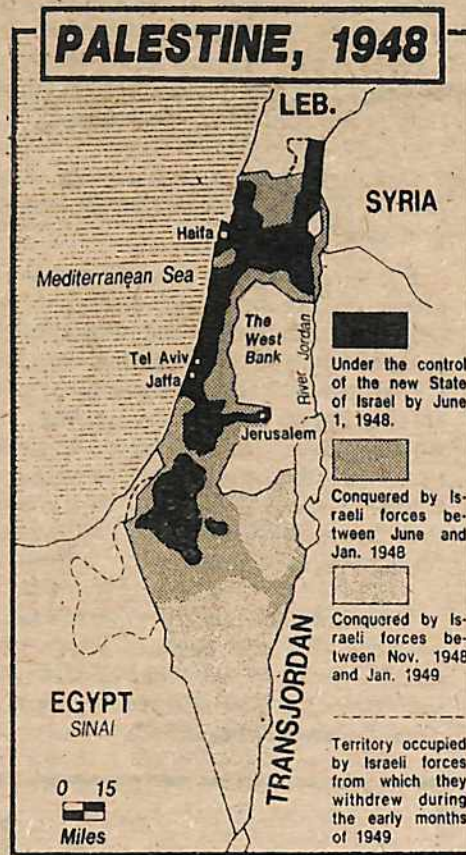 PALESTINE, 1948
LEB.
SYRIA
Haifa
Mediterranean Sea
The
West
Bank
River Jordan
Tel Aviv
Jaffa
Jerusalem
Under the control
of the new State
of Israel by June
1, 1948.
Conquered by Is-
raeli forces be-
tween June and
Jan. 1948
Conquered by Is-
raeli forces be-
tween Nov. 1948
and Jan. 1949
TRANSJORDAN
EGYPT
SINAI
Territory occupied
by Israeli forces
from which they
withdrew during
the early months
of 1949
0 15
Miles